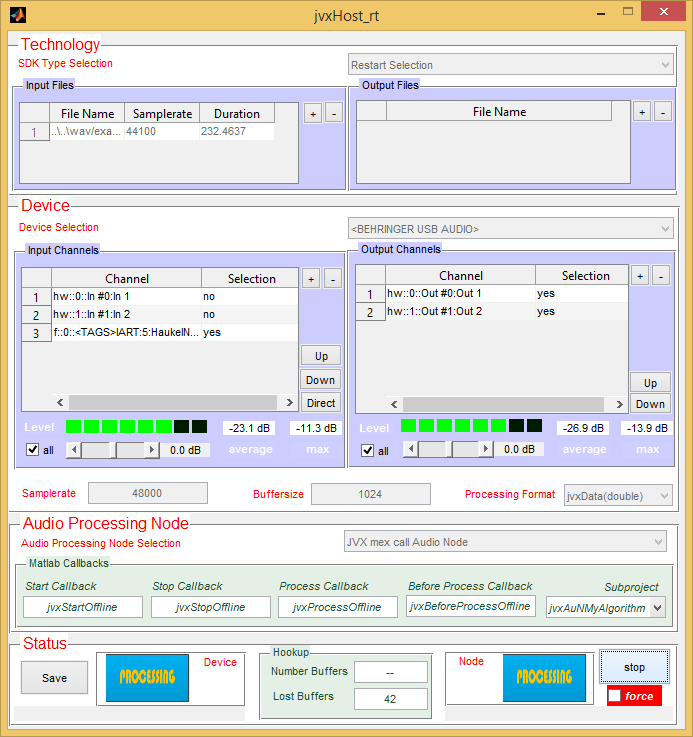 jvxHost_rt
Technology
SDK Type Selection
Restart Selection
Input Files
File Name Samplerate Duration
1 ..\..\wav/exa... 44100 232.4637
+ -
Output Files
File Name
+ -
Device
Device Selection
<BEHRINGER USB AUDIO>
Input Channels
Channel Selection
1 hw::0::In #0:In 1 no
2 hw::1::In #1:In 2 no
3 f::0::<TAGS>IART:5:HaukeIN... yes
+ -
Up
Down
Direct
Level -23.1 dB -11.3 dB
all 0.0 dB average max
Output Channels
Channel Selection
1 hw::0::Out #0:Out 1 yes
2 hw::1::Out #1:Out 2 yes
+ -
Up
Down
Level -26.9 dB -13.9 dB
all 0.0 dB average max
Samplerate 48000 Buffersize 1024 Processing Format jvxData(double)
Audio Processing Node
Audio Processing Node Selection
JVX mex call Audio Node
Matlab Callbacks
Start Callback Stop Callback Process Callback Before Process Callback Subproject
jvxStartOffline jvxStopOffline jvxProcessOffline jvxBeforeProcessOffline jvxAuNMyAlgorithm
Status
Save
PROCESSING
Device
Hookup
Number Buffers --
Lost Buffers 42
Node
PROCESSING
stop
force